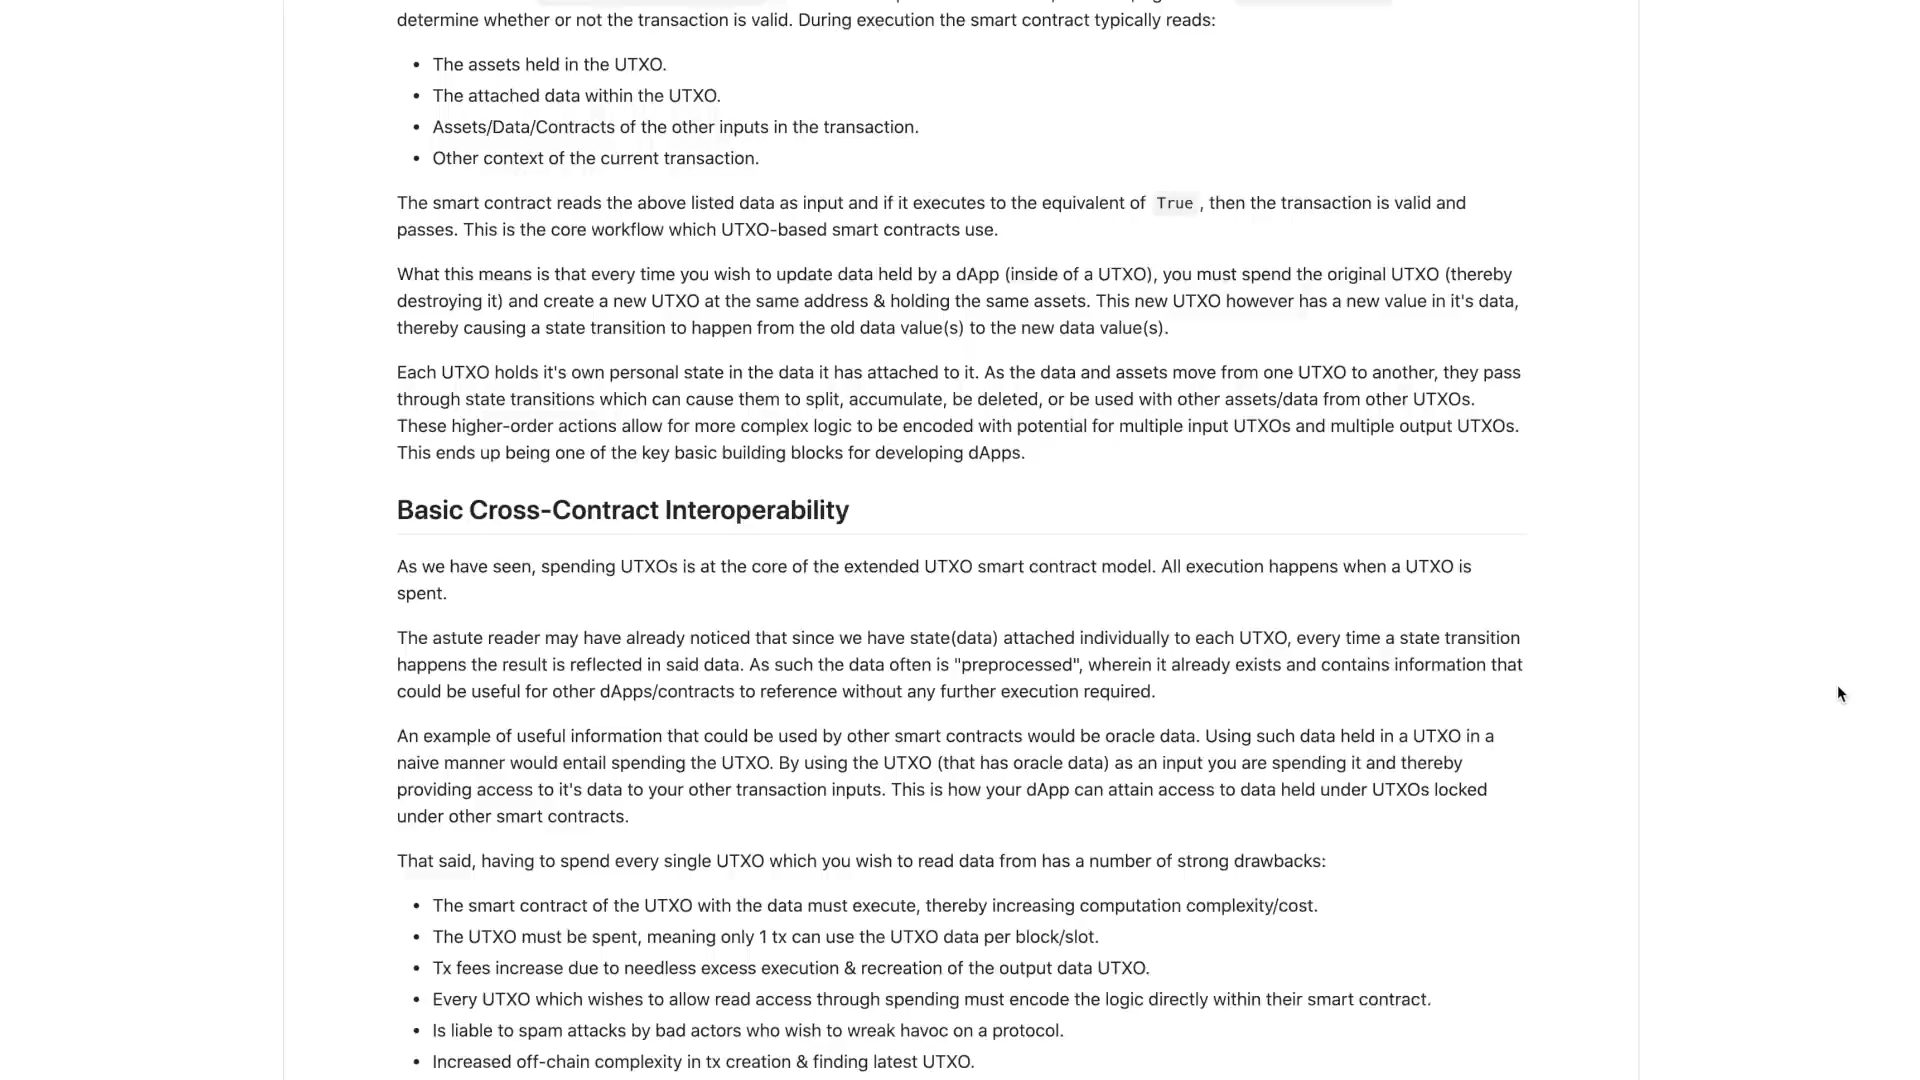 determine whether or not the transaction is valid. During execution the smart contract typically reads:
• The assets held in the UTXO.
• The attached data within the UTXO.
• Assets/Data/Contracts of the other inputs in the transaction.
• Other context of the current transaction.
The smart contract reads the above listed data as input and if it executes to the equivalent of True , then the transaction is valid and
passes. This is the core workflow which UTXO-based smart contracts use.
What this means is that every time you wish to update data held by a dApp (inside of a UTXO), you must spend the original UTXO (thereby
destroying it) and create a new UTXO at the same address & holding the same assets. This new UTXO however has a new value in it's data,
thereby causing a state transition to happen from the old data value(s) to the new data value(s).
Each UTXO holds it's own personal state in the data it has attached to it. As the data and assets move from one UTXO to another, they pass
through state transitions which can cause them to split, accumulate, be deleted, or be used with other assets/data from other UTXOs.
These higher-order actions allow for more complex logic to be encoded with potential for multiple input UTXOs and multiple output UTXOs.
This ends up being one of the key basic building blocks for developing dApps.
Basic Cross-Contract Interoperability
As we have seen, spending UTXOs is at the core of the extended UTXO smart contract model. All execution happens when a UTXO is
spent.
The astute reader may have already noticed that since we have state(data) attached individually to each UTXO, every time a state transition
happens the result is reflected in said data. As such the data often is "preprocessed", wherein it already exists and contains information that
could be useful for other dApps/contracts to reference without any further execution required.
An example of useful information that could be used by other smart contracts would be oracle data. Using such data held in a UTXO in a
naive manner would entail spending the UTXO. By using the UTXO (that has oracle data) as an input you are spending it and thereby
providing access to it's data to your other transaction inputs. This is how your dApp can attain access to data held under UTXOs locked
under other smart contracts.
That said, having to spend every single UTXO which you wish to read data from has a number of strong drawbacks:
• The smart contract of the UTXO with the data must execute, thereby increasing computation complexity/cost.
• The UTXO must be spent, meaning only 1 tx can use the UTXO data per block/slot.
• Tx fees increase due to needless excess execution & recreation of the output data UTXO.
• Every UTXO which wishes to allow read access through spending must encode the logic directly within their smart contract.
• Is liable to spam attacks by bad actors who wish to wreak havoc on a protocol.
• Increased off-chain complexity in tx creation & finding latest UTXO.